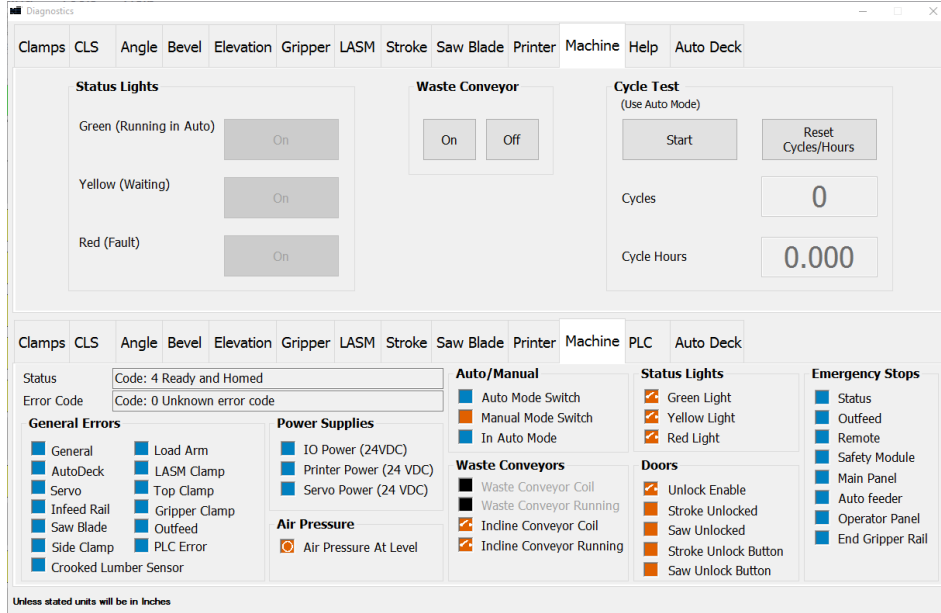 Diagnostics
Clamps CLS Angle Bevel Elevation Gripper LASM Stroke Saw Blade Printer Machine Help Auto Deck
Status Lights
Green (Running in Auto)
On
Yellow (Waiting)
On
Red (Fault)
On
Waste Conveyor
On Off
Cycle Test
(Use Auto Mode)
Start
Reset
Cycles/Hours
Cycles
0
Cycle Hours
0.000
Clamps CLS Angle Bevel Elevation Gripper LASM Stroke Saw Blade Printer Machine PLC Auto Deck
Status
Code: 4 Ready and Homed
Error Code
Code: 0 Unknown error code
General Errors
General
AutoDeck
Servo
Infeed Rail
Saw Blade
Side Clamp
Crooked Lumber Sensor
Load Arm
LASM Clamp
Top Clamp
Gripper Clamp
Outfeed
PLC Error
Power Supplies
IO Power (24VDC)
Printer Power (24 VDC)
Servo Power (24 VDC)
Air Pressure
Air Pressure At Level
Auto/Manual
Auto Mode Switch
Manual Mode Switch
In Auto Mode
Waste Conveyors
Waste Conveyor Coil
Waste Conveyor Running
Incline Conveyor Coil
Incline Conveyor Running
Status Lights
Green Light
Yellow Light
Red Light
Doors
Unlock Enable
Stroke Unlocked
Saw Unlocked
Stroke Unlock Button
Saw Unlock Button
Emergency Stops
Status
Outfeed
Remote
Safety Module
Main Panel
Auto feeder
Operator Panel
End Gripper Rail
Unless stated units will be in Inches